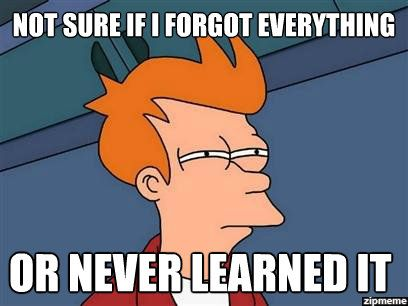 NOT SURE IF I FORGOT EVERYTHING
OR NEVER LEARNED IT
zipmeme